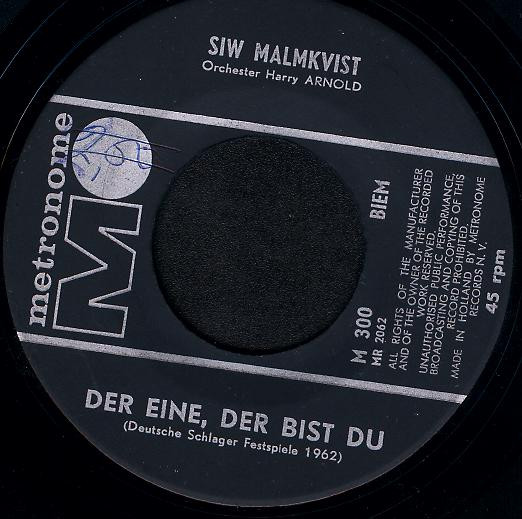 SIW MALMKVIST
Orchester Harry ARNOLD
metronome
M
BIEM
M 300
MR 2062
ALL RIGHTS OF THE MANUFACTURER
AND OF THE OWNER OF THE RECORDED
WORK RESERVED.
UNAUTHORISED PUBLIC PERFORMANCE,
BROADCASTING AND COPYING OF THIS
RECORD PROHIBITED.
MADE IN HOLLAND BY METRONOME
RECORDS N.V.
45 rpm
DER EINE, DER BIST DU
(Deutsche Schlager Festspiele 1962)